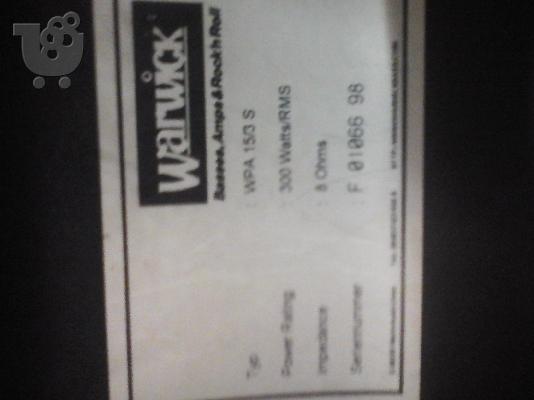 Warwick
Basses, Amps & Rock'n Roll
Typ : WPA 15/3 S
Power Rating : 300 Watts/RMS
Impedance : 8 Ohms
Seriennummer : F 01066 98